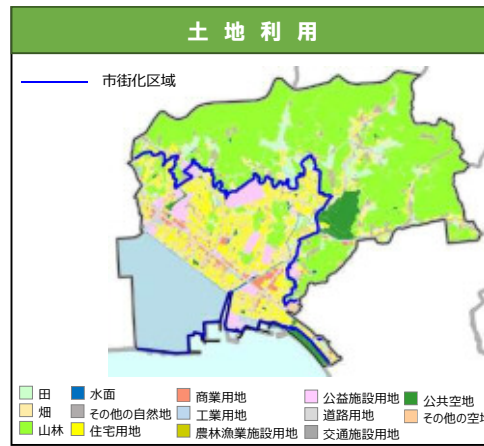 土地利用
市街化区域
田 水面 商業用地 公益施設用地 公共空地
畑 その他の自然地 工業用地 道路用地 その他の空地
山林 住宅用地 農林漁業施設用地 交通施設用地